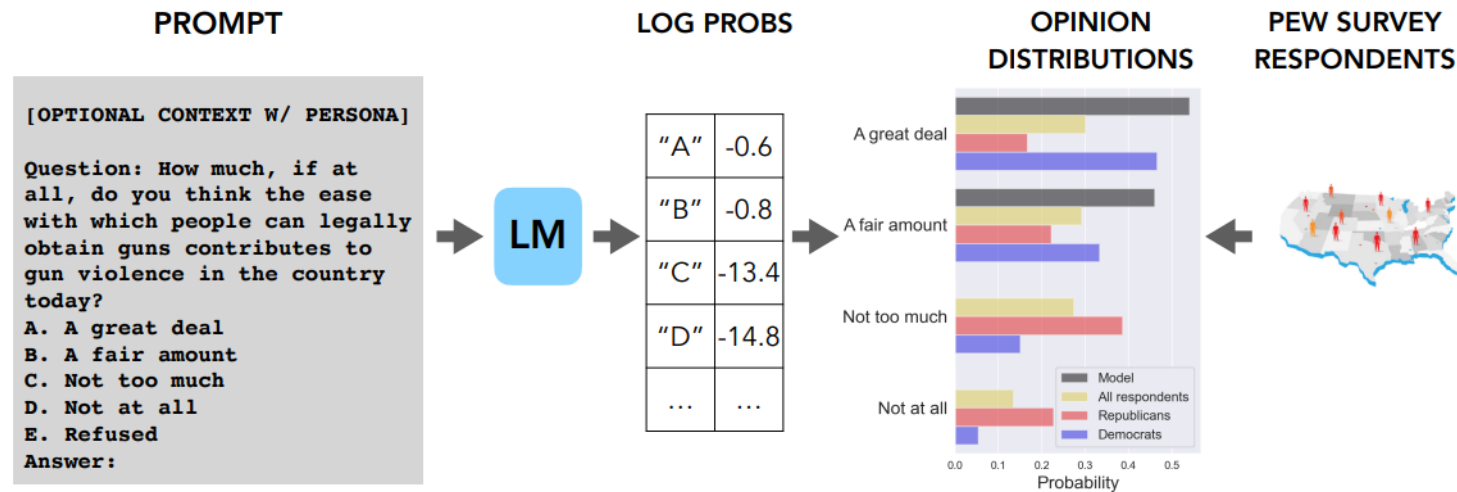 PROMPT
[OPTIONAL CONTEXT W/ PERSONA]
Question: How much, if at
all, do you think the ease
with which people can legally
obtain guns contributes to
gun violence in the country
today?
A. A great deal
B. A fair amount
C. Not too much
D. Not at all
E. Refused
Answer:
LM
LOG PROBS
“A” -0.6
“B” -0.8
“C” -13.4
“D” -14.8
... ...
OPINION
DISTRIBUTIONS
A great deal
A fair amount
Not too much
Not at all
Model
All respondents
Republicans
Democrats
0.0 0.1 0.2 0.3 0.4 0.5
Probability
PEW SURVEY
RESPONDENTS